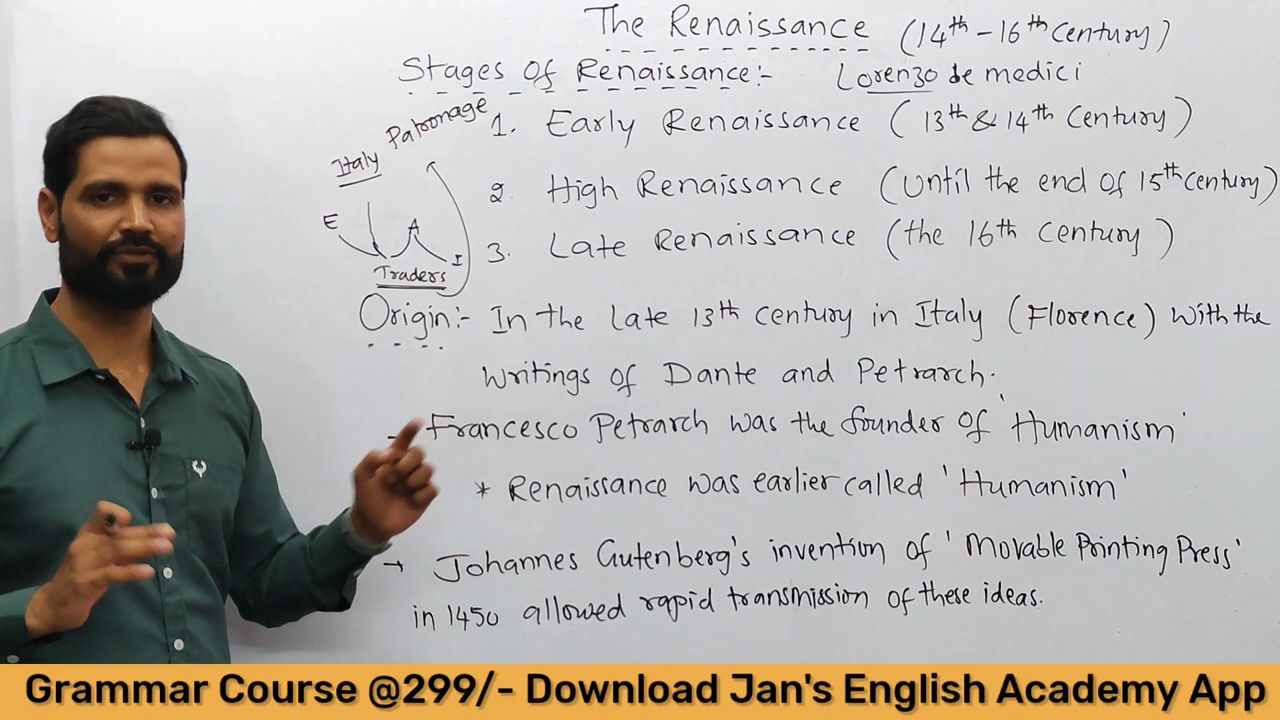 The Renaissance (14th - 16th Century)
Stages Of Renaissance:- Lorenzo de medici
Patronage
1. Early Renaissance (13th & 14th Century)
Italy
2. High Renaissance (Until the end of 15th century)
E A I
3. Late Renaissance (the 16th Century)
Traders
Origin:- In the late 13th century in Italy (Florence) with the
writings of Dante and Petrarch.
- Francesco Petrarch was the founder of 'Humanism'
* Renaissance was earlier called 'Humanism'
→ Johannes Gutenberg's invention of 'Movable Printing Press'
in 1450 allowed rapid transmission of these ideas.
Grammar Course @299/- Download Jan's English Academy App